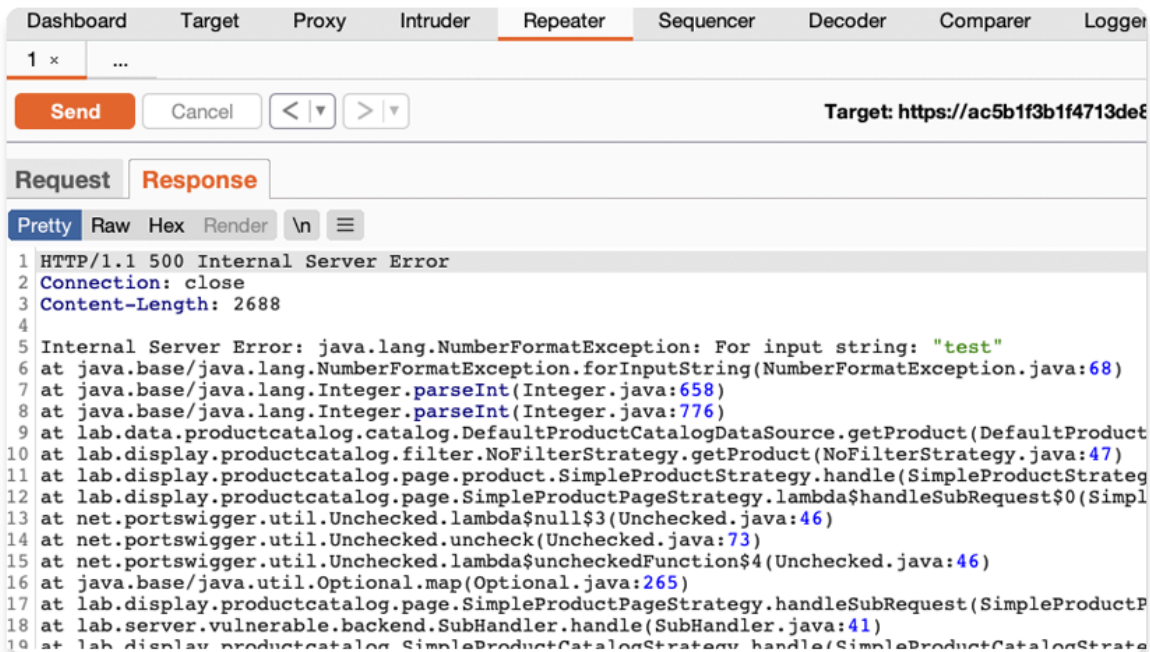 Dashboard Target Proxy Intruder Repeater Sequencer Decoder Comparer Logger
1 × ...
Send Cancel < > Target: https://ac5b1f3b1f4713de8
Request Response
Pretty Raw Hex Render \n
1 HTTP/1.1 500 Internal Server Error
2 Connection: close
3 Content-Length: 2688
4
5 Internal Server Error: java.lang.NumberFormatException: For input string: "test"
6 at java.base/java.lang.NumberFormatException.forInputString(NumberFormatException.java:68)
7 at java.base/java.lang.Integer.parseInt(Integer.java:658)
8 at java.base/java.lang.Integer.parseInt(Integer.java:776)
9 at lab.data.productcatalog.catalog.DefaultProductCatalogDataSource.getProduct(DefaultProduct
10 at lab.display.productcatalog.filter.NoFilterStrategy.getProduct(NoFilterStrategy.java:47)
11 at lab.display.productcatalog.page.product.SimpleProductStrategy.handle(SimpleProductStrateg
12 at lab.display.productcatalog.page.SimpleProductPageStrategy.lambda$handleSubRequest$0(Simpl
13 at net.portswigger.util.Unchecked.lambda$null$3(Unchecked.java:46)
14 at net.portswigger.util.Unchecked.uncheck(Unchecked.java:73)
15 at net.portswigger.util.Unchecked.lambda$uncheckedFunction$4(Unchecked.java:46)
16 at java.base/java.util.Optional.map(Optional.java:265)
17 at lab.display.productcatalog.page.SimpleProductPageStrategy.handleSubRequest(SimpleProductP
18 at lab.server.vulnerable.backend.SubHandler.handle(SubHandler.java:41)
19 at lab.display.productcatalog.SimpleProductCatalogStrategy.handle(SimpleProductCatalogStrate